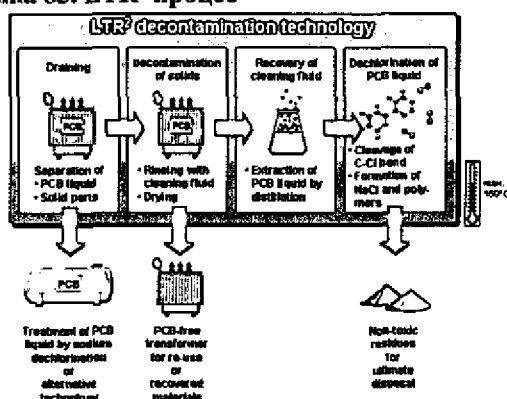 LTR² decontamination technology
Draining
PCB
Separation of
• PCB liquid
• Solid parts
Decontamination
of solids
PCB
• Rinsing with
cleaning fluid
• Drying
Recovery of
cleaning fluid
• Extraction of
PCB liquid by
distillation
Dechlorination of
PCB liquid
• Cleavage of
C-Cl bond
• Formation of
NaCl and poly-
mers
PCB
Treatment of PCB
liquid by sodium
dechlorination
or
alternative
technology
PCB-free
transformer
for re-use
or
recovered
materials
Non-toxic
residues
for
ultimate
disposal